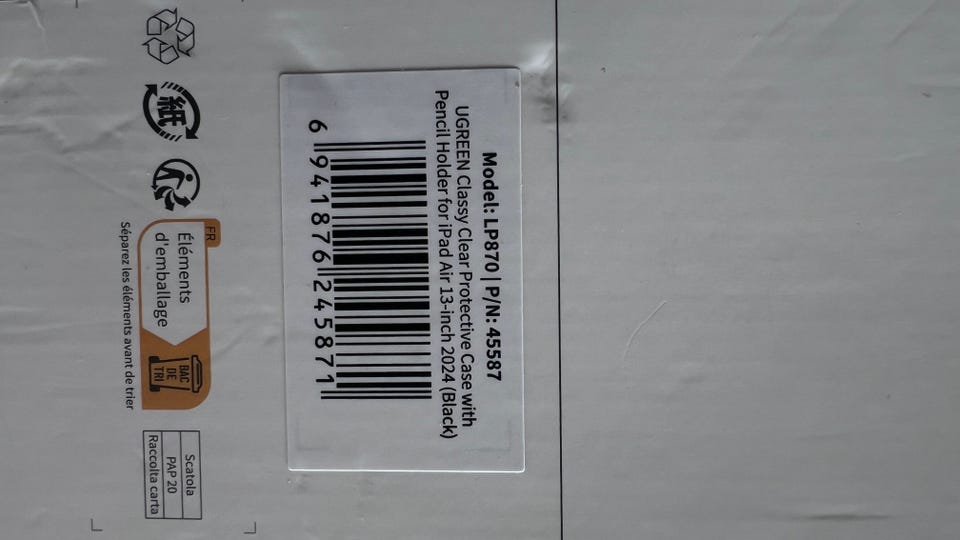 Model: LP870 | P/N: 45587
UGREEN Classy Clear Protective Case with
Pencil Holder for iPad Air 13-inch 2024 (Black)
6 941876 245871
紙
FR
Éléments
d'emballage
BAC
DE
TRI
Séparez les éléments avant de trier
Scatola
PAP 20
Raccolta carta